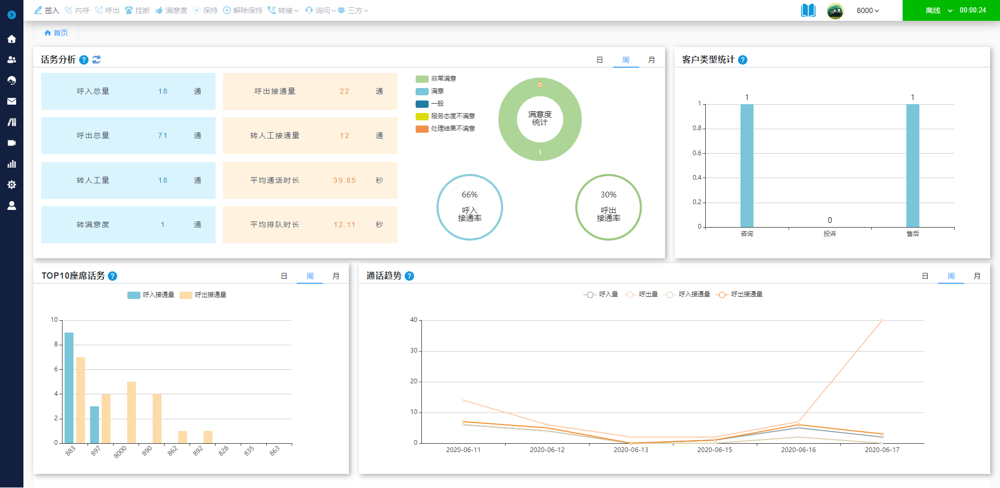 签入 内呼 呼出 挂断 满意度 保持 解除保持 转接 询问 三方 8000 离线 00:00:24
首页
话务分析 ? 日 周 月
呼入总量 18 通
呼出接通量 22 通
呼出总量 71 通
转人工接通量 12 通
转人工量 18 通
平均通话时长 39.85 秒
转满意度 1 通
平均排队时长 12.11 秒
非常满意
满意
一般
服务态度不满意
处理结果不满意
0
满意度
统计
1
66%
呼入
接通率
30%
呼出
接通率
客户类型统计 ?
1 1
1
0.8
0.6
0.4
0.2
0
0
咨询 投诉 售后
TOP10座席话务 ? 日 周 月
呼入接通量 呼出接通量
10
8
6
4
2
0
883 897 8000 890 862 892 828 835 863
通话趋势 ? 日 周 月
呼入量 呼出量 呼入接通量 呼出接通量
40
30
20
10
0
2020-06-11 2020-06-12 2020-06-13 2020-06-15 2020-06-16 2020-06-17